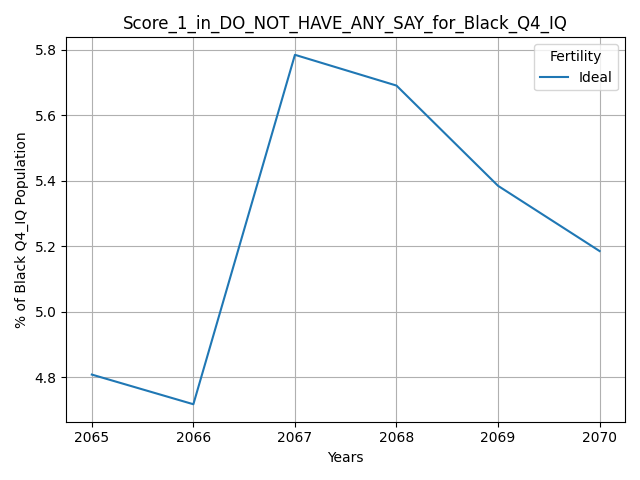 Score_1_in_DO_NOT_HAVE_ANY_SAY_for_Black_Q4_IQ
Fertility
Ideal
% of Black Q4_IQ Population
5.8
5.6
5.4
5.2
5.0
4.8
2065 2066 2067 2068 2069 2070
Years